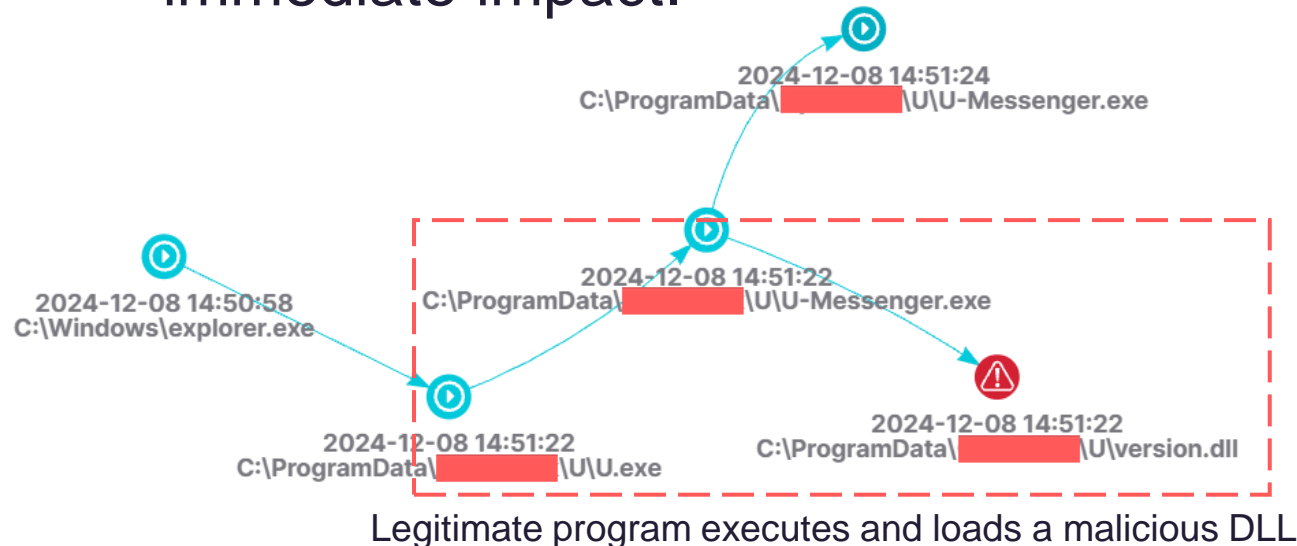 immediate impact.
2024-12-08 14:51:24
C:\ProgramData\ \U\U-Messenger.exe
2024-12-08 14:51:22
C:\ProgramData\ \U\U-Messenger.exe
2024-12-08 14:50:58
C:\Windows\explorer.exe
2024-12-08 14:51:22
C:\ProgramData\ \U\version.dll
2024-12-08 14:51:22
C:\ProgramData\ \U\U.exe
Legitimate program executes and loads a malicious DLL